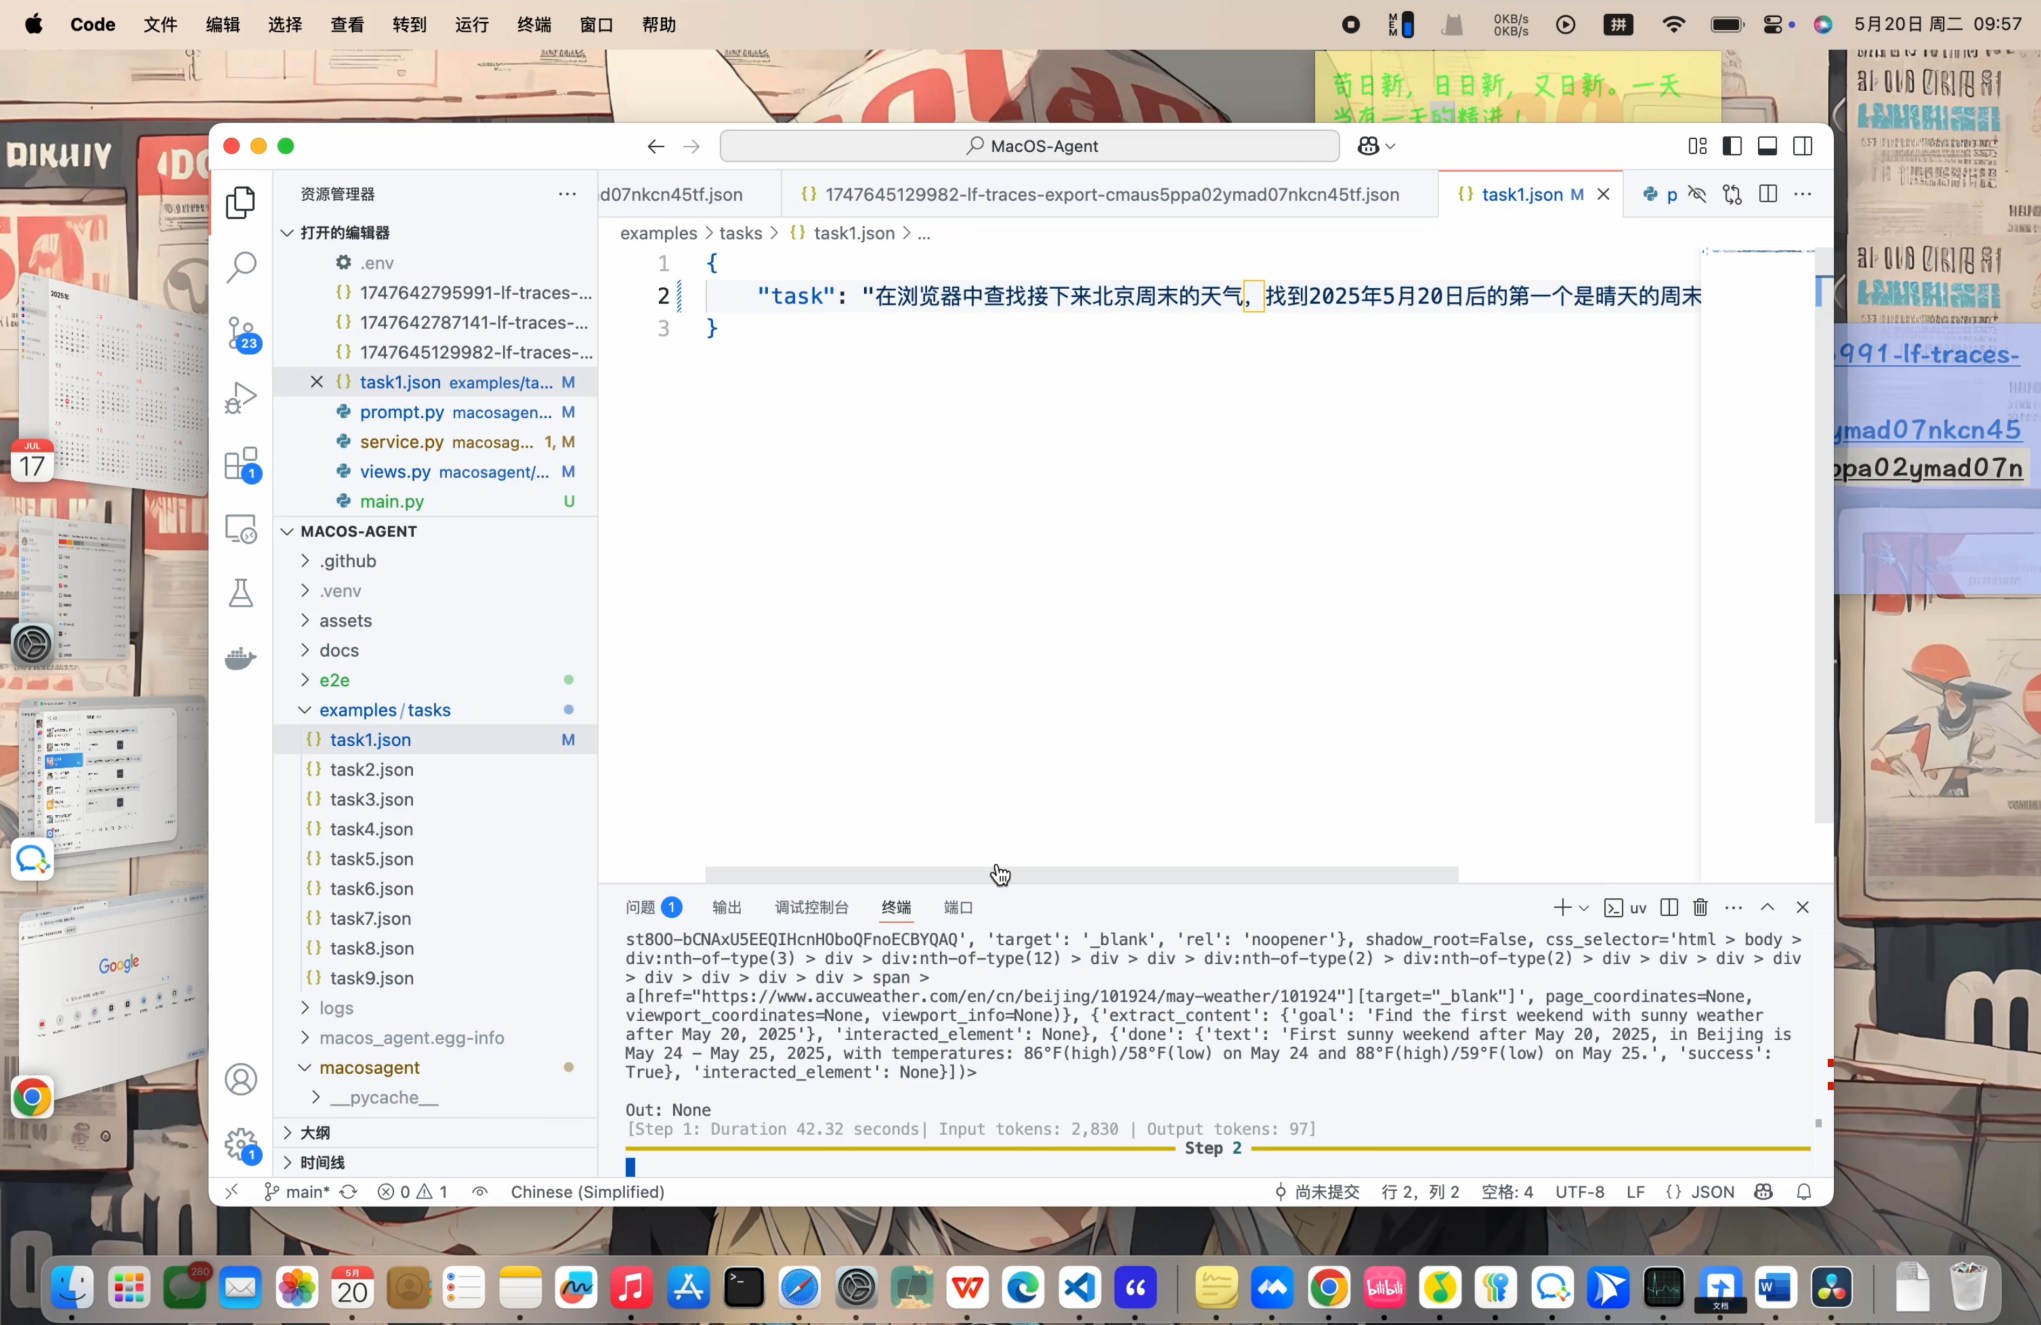 Code 文件 编辑 选择 查看 转到 运行 终端 窗口 帮助
0KB/s
0KB/s
拼
5月20日 周二 09:57
苟日新，日日新，又日新。一天
当有一天的精进！
MacOS-Agent
资源管理器
打开的编辑器
.env
1747642795991-lf-traces-...
1747642787141-lf-traces-...
1747645129982-lf-traces-...
task1.json examples/ta... M
prompt.py macosagen... M
service.py macosag... 1, M
views.py macosagent/... M
main.py U
MACOS-AGENT
.github
.venv
assets
docs
e2e
examples/tasks
task1.json M
task2.json
task3.json
task4.json
task5.json
task6.json
task7.json
task8.json
task9.json
logs
macos_agent.egg-info
macosagent
__pycache__
大纲
时间线
23
1
1
d07nkcn45tf.json
1747645129982-lf-traces-export-cmaus5ppa02ymad07nkcn45tf.json
task1.json M
p
examples > tasks > {} task1.json > ...
1 {
2 "task": "在浏览器中查找接下来北京周末的天气，找到2025年5月20日后的第一个是晴天的周末
3 }
问题 1 输出 调试控制台 终端 端口
uv
st8OO-bCNAxU5EEQIHcnHOboQFnoECBYQAQ', 'target': '_blank', 'rel': 'noopener'}, shadow_root=False, css_selector='html > body >
div:nth-of-type(3) > div > div:nth-of-type(12) > div > div > div:nth-of-type(2) > div:nth-of-type(2) > div > div > div > div
> div > div > div > div > span >
a[href="https://www.accuweather.com/en/cn/beijing/101924/may-weather/101924"][target="_blank"]', page_coordinates=None,
viewport_coordinates=None, viewport_info=None)}, {'extract_content': {'goal': 'Find the first weekend with sunny weather
after May 20, 2025'}, 'interacted_element': None}, {'done': {'text': 'First sunny weekend after May 20, 2025, in Beijing is
May 24 - May 25, 2025, with temperatures: 86°F(high)/58°F(low) on May 24 and 88°F(high)/59°F(low) on May 25.', 'success':
True}, 'interacted_element': None}])>
Out: None
[Step 1: Duration 42.32 seconds| Input tokens: 2,830 | Output tokens: 97]
Step 2
main* 0 1 Chinese (Simplified)
尚未提交 行 2，列 2 空格: 4 UTF-8 LF {} JSON
991-lf-traces-
ymad07nkcn45
ppa02ymad07n
JUL
17
Google
280
5月
20
bilibili
文档